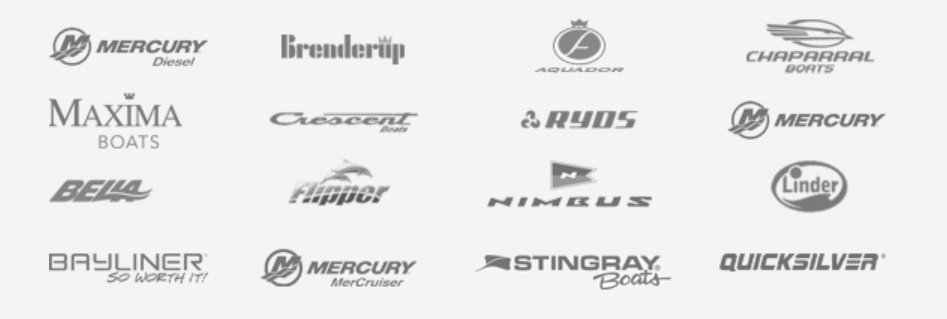 MERCURY
Diesel
Brenderup
AQUADOR
CHAPARRAL
BOATS
MAXIMA
BOATS
Crescent
Boats
RYDS
MERCURY
BELLA
Flipper
N
NIMBUS
Linder
BAYLINER
SO WORTH IT!
MERCURY
MerCruiser
STINGRAY®
Boats
QUICKSILVER®